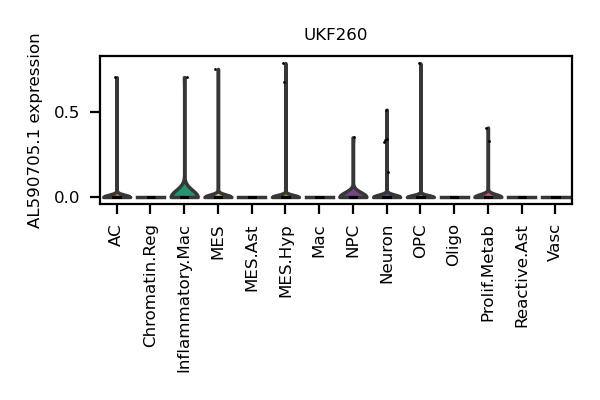 UKF260
AL590705.1 expression
0.5
0.0
AC
Chromatin.Reg
Inflammatory.Mac
MES
MES.Ast
MES.Hyp
Mac
NPC
Neuron
OPC
Oligo
Prolif.Metab
Reactive.Ast
Vasc